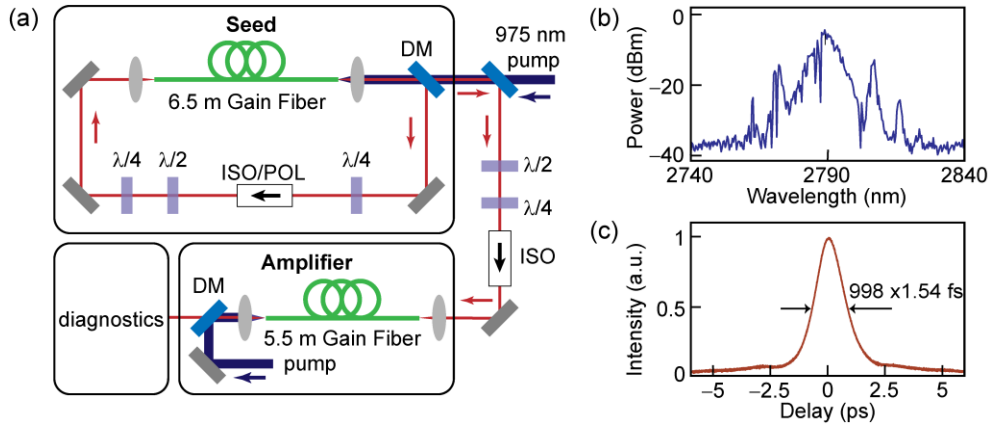 (a)
Seed
DM
975 nm
pump
6.5 m Gain Fiber
λ/4
λ/2
ISO/POL
λ/4
λ/2
λ/4
ISO
Amplifier
DM
5.5 m Gain Fiber
pump
diagnostics
(b)
Power (dBm)
0
−20
−40
2740
2790
2840
Wavelength (nm)
(c)
Intensity (a.u.)
1
0.5
0
998 x1.54 fs
−5
−2.5
0
2.5
5
Delay (ps)